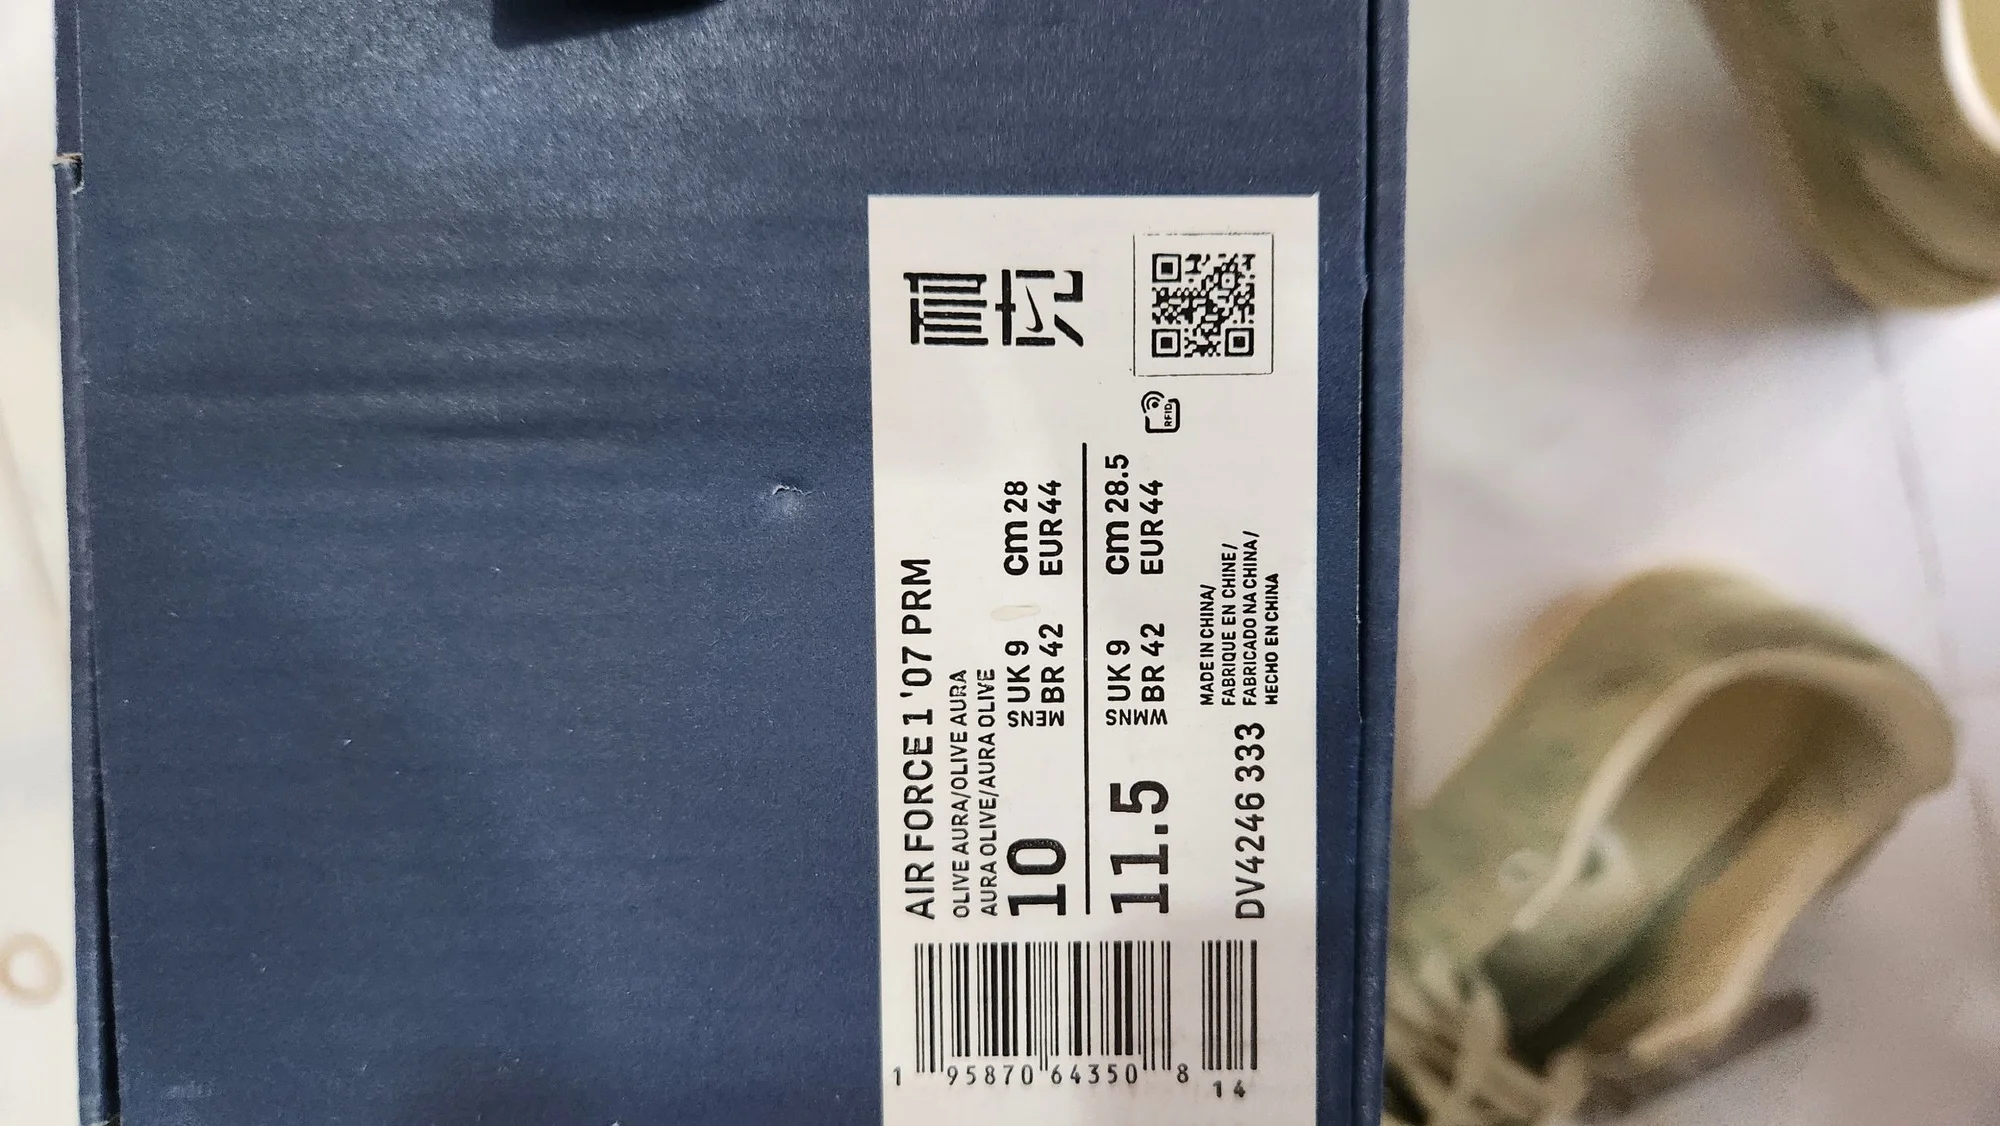 AIR FORCE 1 '07 PRM
OLIVE AURA/OLIVE AURA
AURA OLIVE/AURA OLIVE
10
MENS
UK 9
BR 42
cm 28
EUR 44
11.5
WMNS
UK 9
BR 42
cm 28.5
EUR 44
DV4246 333
MADE IN CHINA/
FABRIQUE EN CHINE/
FABRICADO NA CHINA/
HECHO EN CHINA
RFID
耐
克
1 95870 64350 8
14